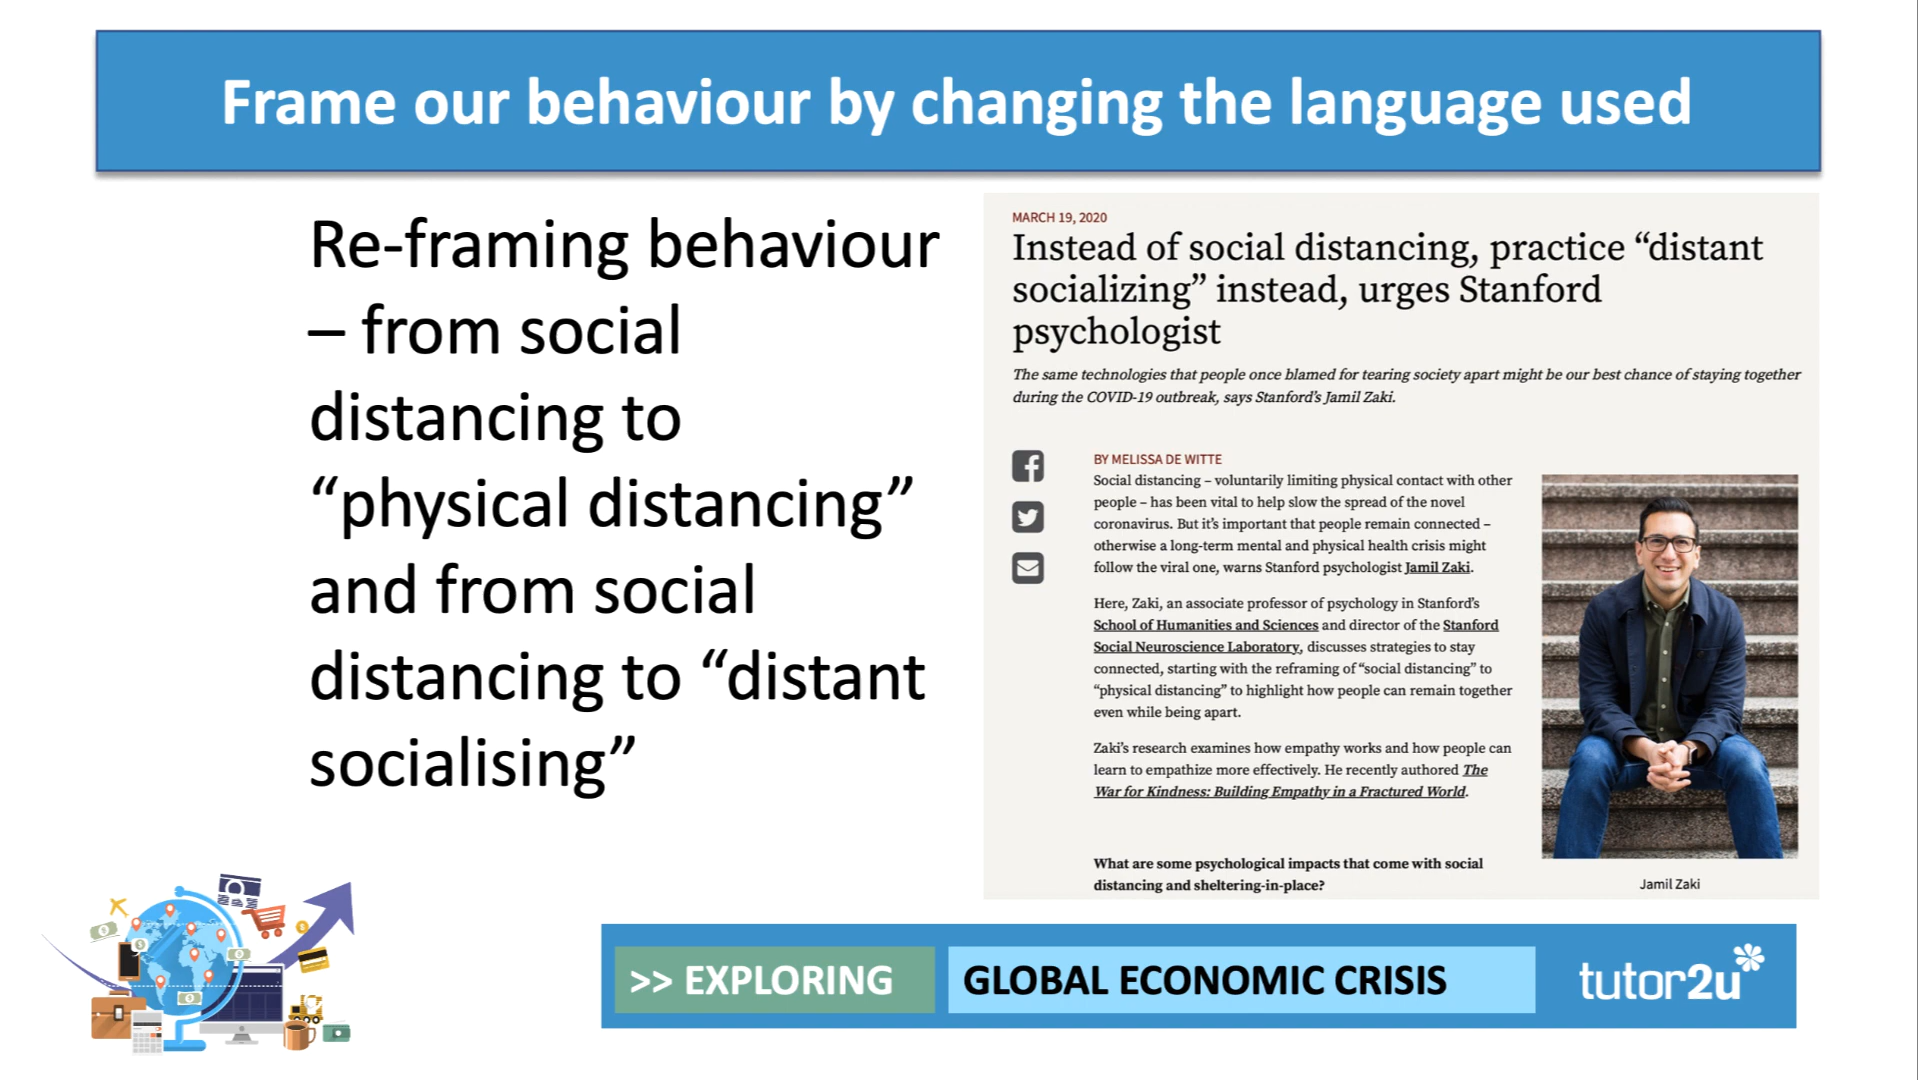 Frame our behaviour by changing the language used
Re-framing behaviour
– from social
distancing to
“physical distancing”
and from social
distancing to “distant
socialising”
MARCH 19, 2020
Instead of social distancing, practice “distant
socializing” instead, urges Stanford
psychologist
The same technologies that people once blamed for tearing society apart might be our best chance of staying together
during the COVID-19 outbreak, says Stanford’s Jamil Zaki.
BY MELISSA DE WITTE
Social distancing – voluntarily limiting physical contact with other
people – has been vital to help slow the spread of the novel
coronavirus. But it’s important that people remain connected –
otherwise a long-term mental and physical health crisis might
follow the viral one, warns Stanford psychologist Jamil Zaki.
Here, Zaki, an associate professor of psychology in Stanford’s
School of Humanities and Sciences and director of the Stanford
Social Neuroscience Laboratory, discusses strategies to stay
connected, starting with the reframing of “social distancing” to
“physical distancing” to highlight how people can remain together
even while being apart.
Zaki’s research examines how empathy works and how people can
learn to empathize more effectively. He recently authored The
War for Kindness: Building Empathy in a Fractured World.
What are some psychological impacts that come with social
distancing and sheltering-in-place?
Jamil Zaki
>> EXPLORING
GLOBAL ECONOMIC CRISIS
tutor2u